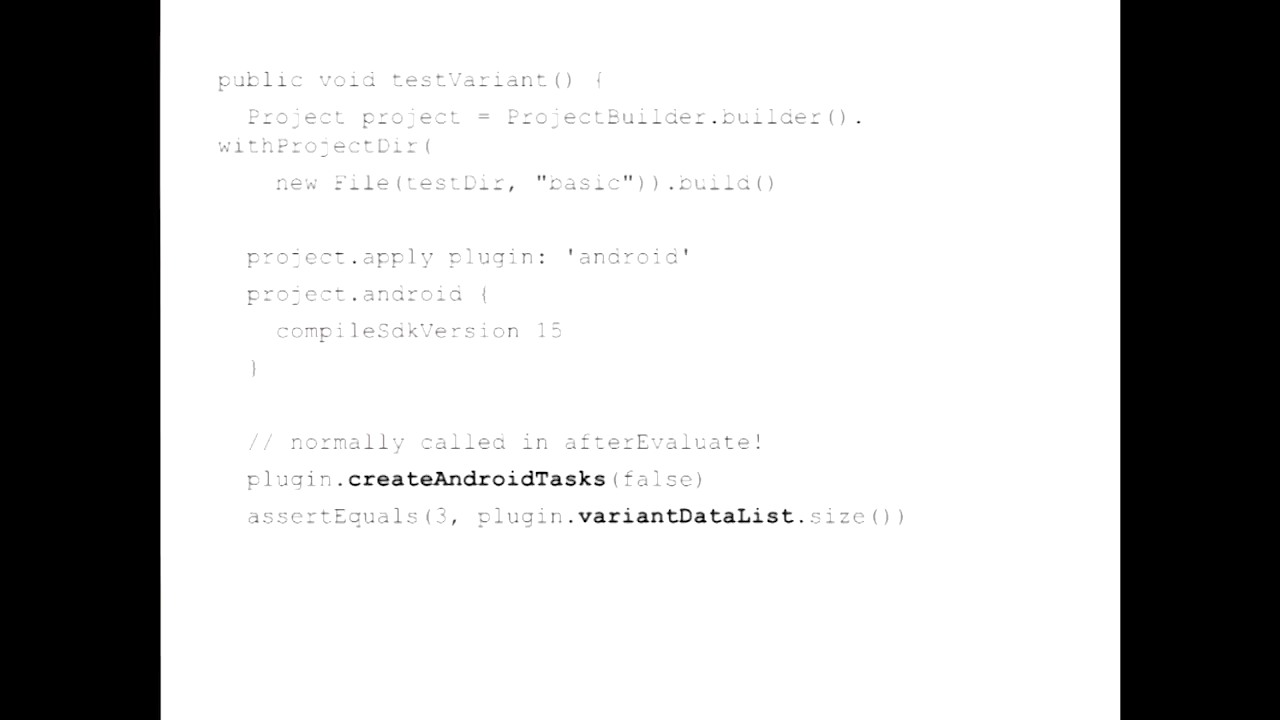 public void testVariant() {
Project project = ProjectBuilder.builder().
withProjectDir(
new File(testDir, "basic")).build()
project.apply plugin: 'android'
project.android {
compileSdkVersion 15
}
// normally called in afterEvaluate!
plugin.createAndroidTasks(false)
assertEquals(3, plugin.variantDataList.size())